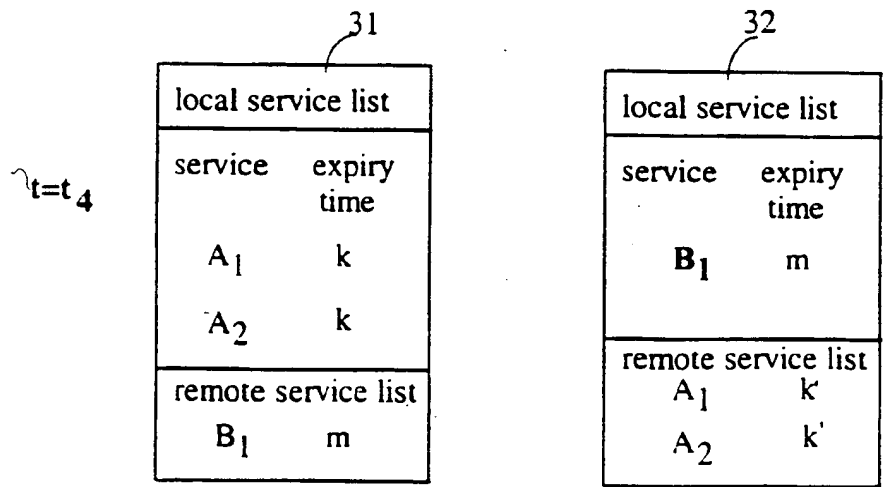 31
local service list
service expiry
time
A1 k
A2 k
remote service list
B1 m
t=t4
32
local service list
service expiry
time
B1 m
remote service list
A1 k'
A2 k'